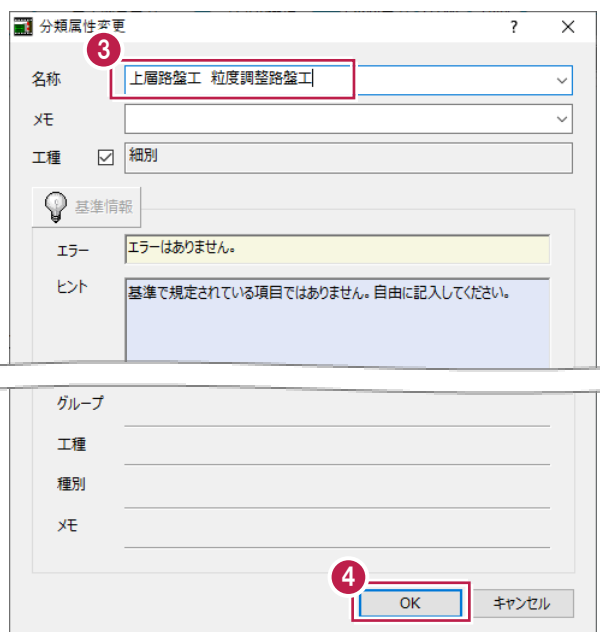 分類属性変更 ? ×
3
名称 上層路盤工 粒度調整路盤工
メモ
工種 細別
基準情報
エラー エラーはありません。
ヒント 基準で規定されている項目ではありません。自由に記入してください。
グループ
工種
種別
メモ
4
OK キャンセル